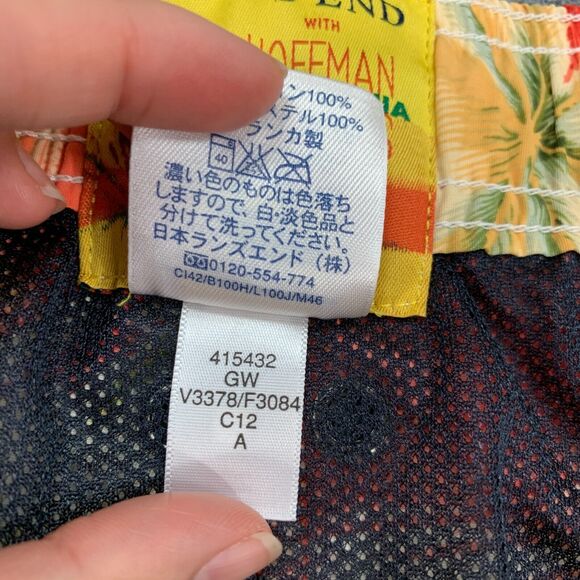 END
WITH
HOFFMAN
ン100%
ステル100%
ランカ製
40
濃い色のものは色落ち
しますので、白・淡色品と
分けて洗ってください。
日本ランズエンド(株)
0120-554-774
CI42/B100H/L100J/M46
415432
GW
V3378/F3084
C12
A